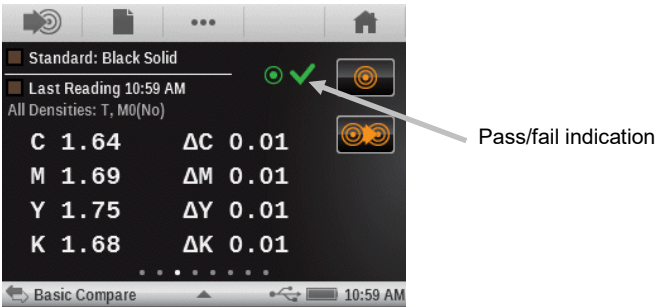 Standard: Black Solid
Last Reading 10:59 AM
All Densities: T, M0(No)
C 1.64 ΔC 0.01
M 1.69 ΔM 0.01
Y 1.75 ΔY 0.01
K 1.68 ΔK 0.01
Basic Compare 10:59 AM
Pass/fail indication